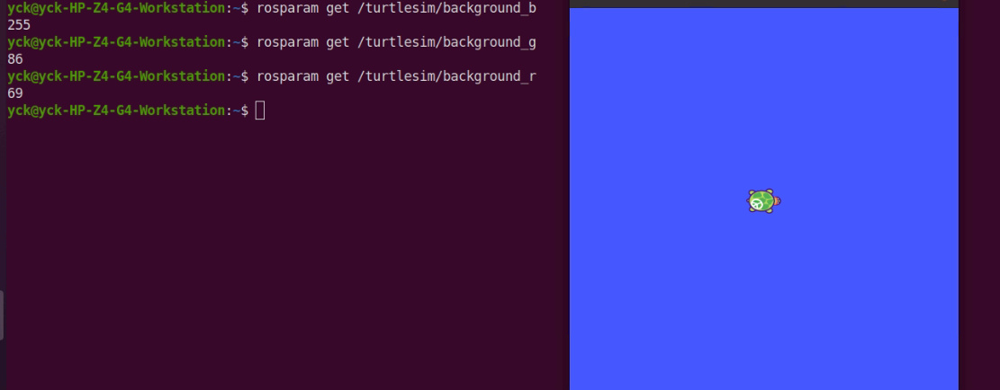 yck@yck-HP-Z4-G4-Workstation:~$ rosparam get /turtlesim/background_b
255
yck@yck-HP-Z4-G4-Workstation:~$ rosparam get /turtlesim/background_g
86
yck@yck-HP-Z4-G4-Workstation:~$ rosparam get /turtlesim/background_r
69
yck@yck-HP-Z4-G4-Workstation:~$